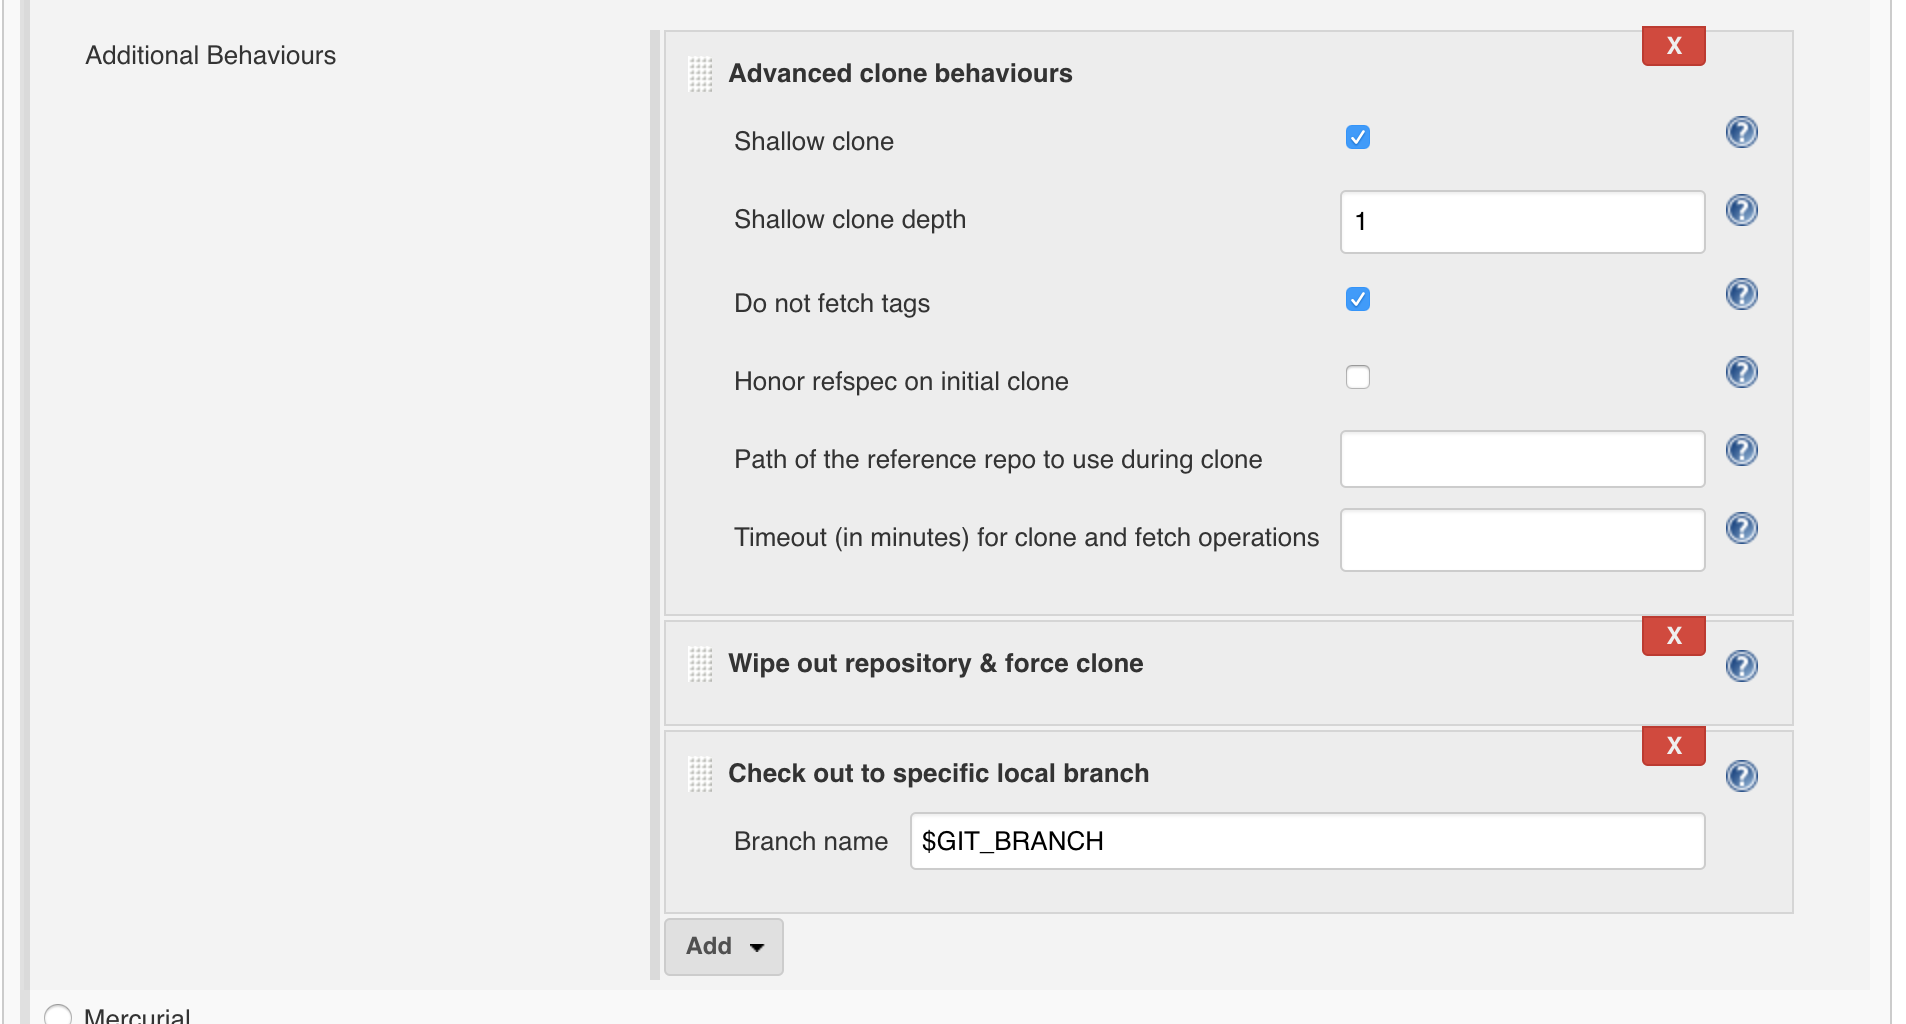 Additional Behaviours
X
Advanced clone behaviours
Shallow clone
?
Shallow clone depth 1
?
Do not fetch tags
?
Honor refspec on initial clone
?
Path of the reference repo to use during clone
?
Timeout (in minutes) for clone and fetch operations
?
X
Wipe out repository & force clone
?
X
Check out to specific local branch
?
Branch name $GIT_BRANCH
Add
Mercurial